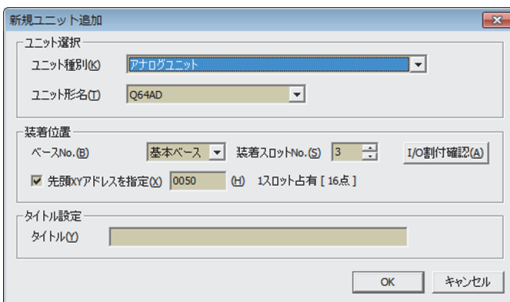 新規ユニット追加
ユニット選択
ユニット種別(K) アナログユニット
ユニット形名(T) Q64AD
装着位置
ベースNo.(B) 基本ベース 装着スロットNo.(S) 3 I/O割付確認(A)
先頭XYアドレスを指定(X) 0050 (H) 1スロット占有 [ 16点 ]
タイトル設定
タイトル(Y)
OK キャンセル